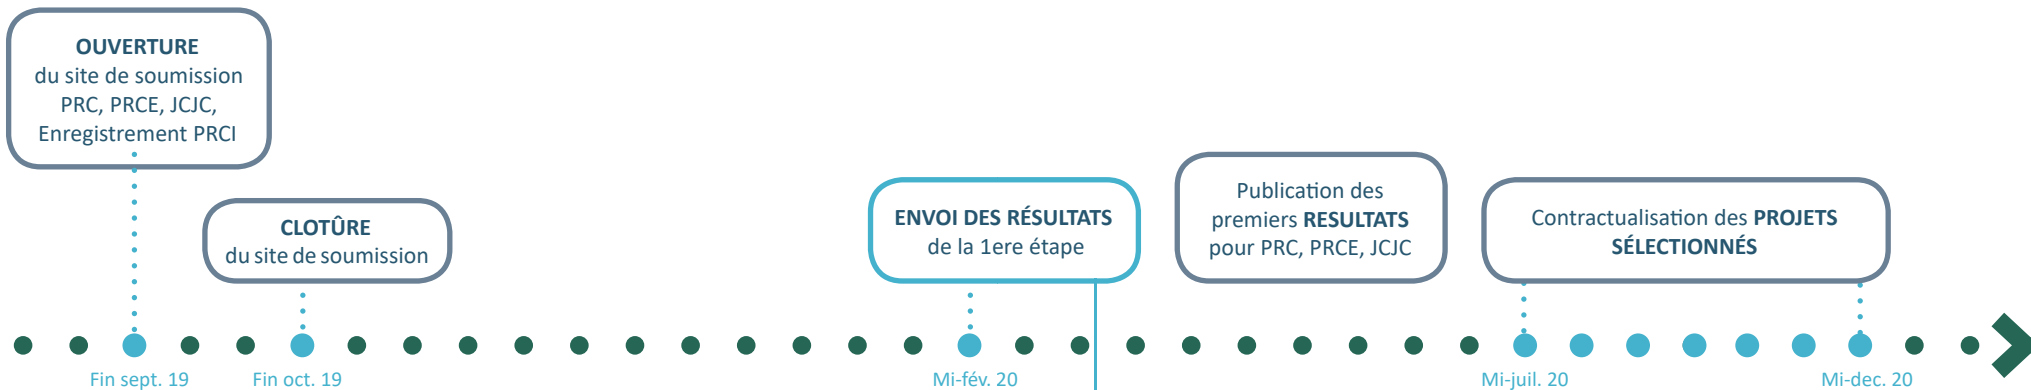 OUVERTURE
du site de soumission
PRC, PRCE, JCJC,
Enregistrement PRCI
CLOTÛRE
du site de soumission
ENVOI DES RÉSULTATS
de la 1ere étape
Publication des
premiers RESULTATS
pour PRC, PRCE, JCJC
Contractualisation des PROJETS
SÉLECTIONNÉS
Fin sept. 19
Fin oct. 19
Mi-fév. 20
Mi-juil. 20
Mi-dec. 20